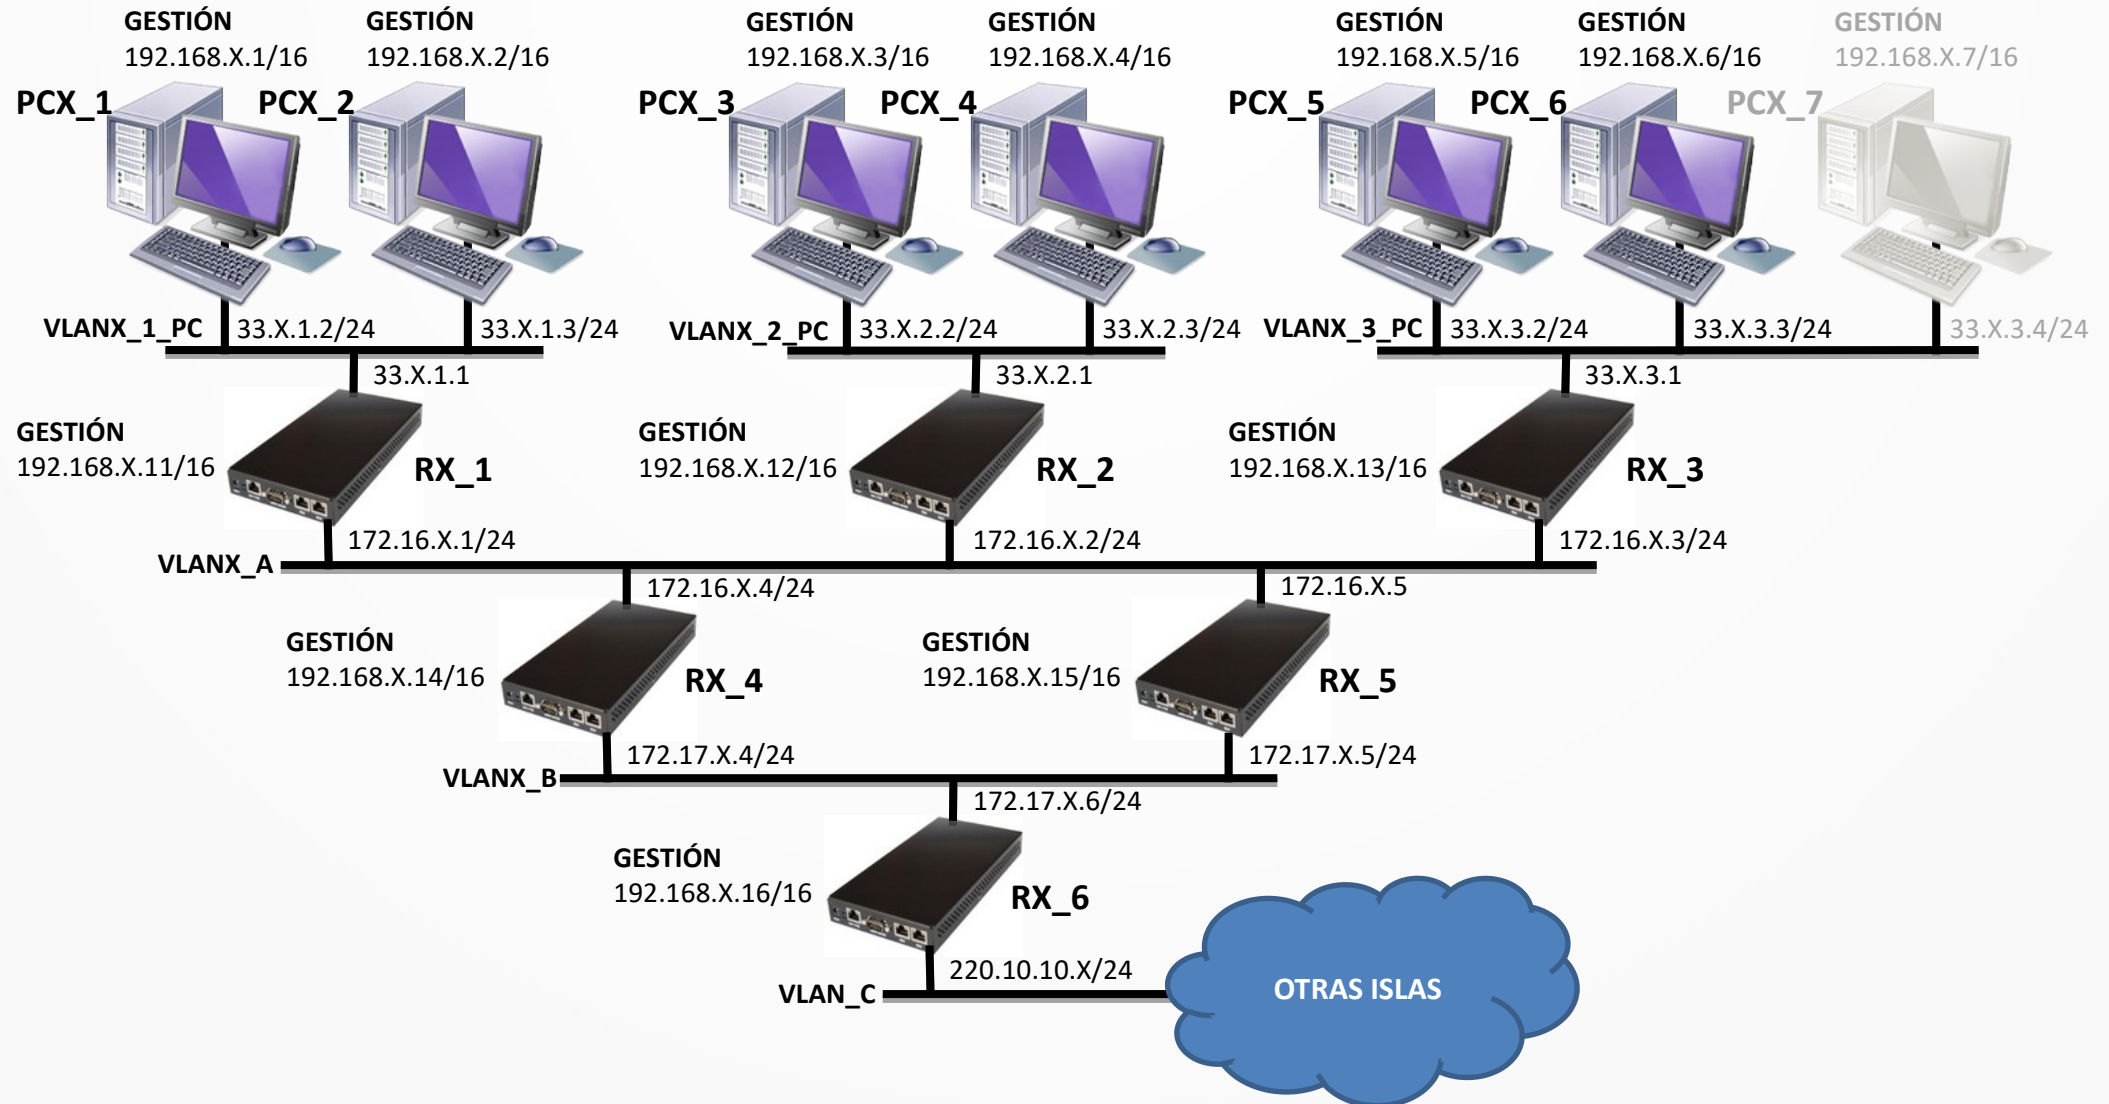 GESTIÓN
192.168.X.1/16
GESTIÓN
192.168.X.2/16
GESTIÓN
192.168.X.3/16
GESTIÓN
192.168.X.4/16
GESTIÓN
192.168.X.5/16
GESTIÓN
192.168.X.6/16
GESTIÓN
192.168.X.7/16
PCX_1
PCX_2
PCX_3
PCX_4
PCX_5
PCX_6
PCX_7
VLANX_1_PC
33.X.1.2/24
33.X.1.3/24
VLANX_2_PC
33.X.2.2/24
33.X.2.3/24
VLANX_3_PC
33.X.3.2/24
33.X.3.3/24
33.X.3.4/24
33.X.1.1
33.X.2.1
33.X.3.1
GESTIÓN
192.168.X.11/16
RX_1
GESTIÓN
192.168.X.12/16
RX_2
GESTIÓN
192.168.X.13/16
RX_3
172.16.X.1/24
172.16.X.2/24
172.16.X.3/24
VLANX_A
172.16.X.4/24
172.16.X.5
GESTIÓN
192.168.X.14/16
RX_4
GESTIÓN
192.168.X.15/16
RX_5
172.17.X.4/24
172.17.X.5/24
VLANX_B
172.17.X.6/24
GESTIÓN
192.168.X.16/16
RX_6
220.10.10.X/24
VLAN_C
OTRAS ISLAS